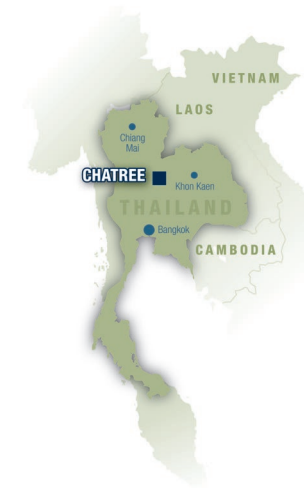 VIETNAM
LAOS
Chiang
Mai
CHATREE
Khon Kaen
THAILAND
Bangkok
CAMBODIA